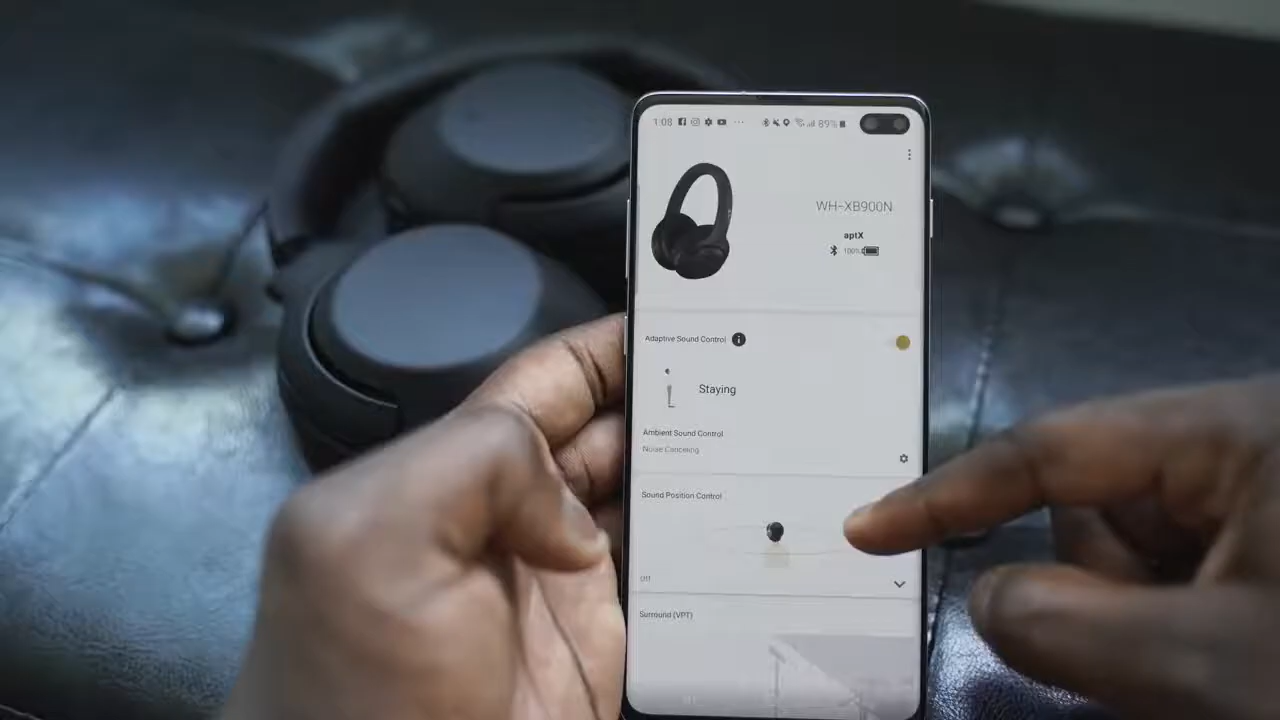 1:08 89%
WH-XB900N
aptX
100%
Adaptive Sound Control
Staying
Ambient Sound Control
Noise Canceling
Sound Position Control
Off
Surround (VPT)